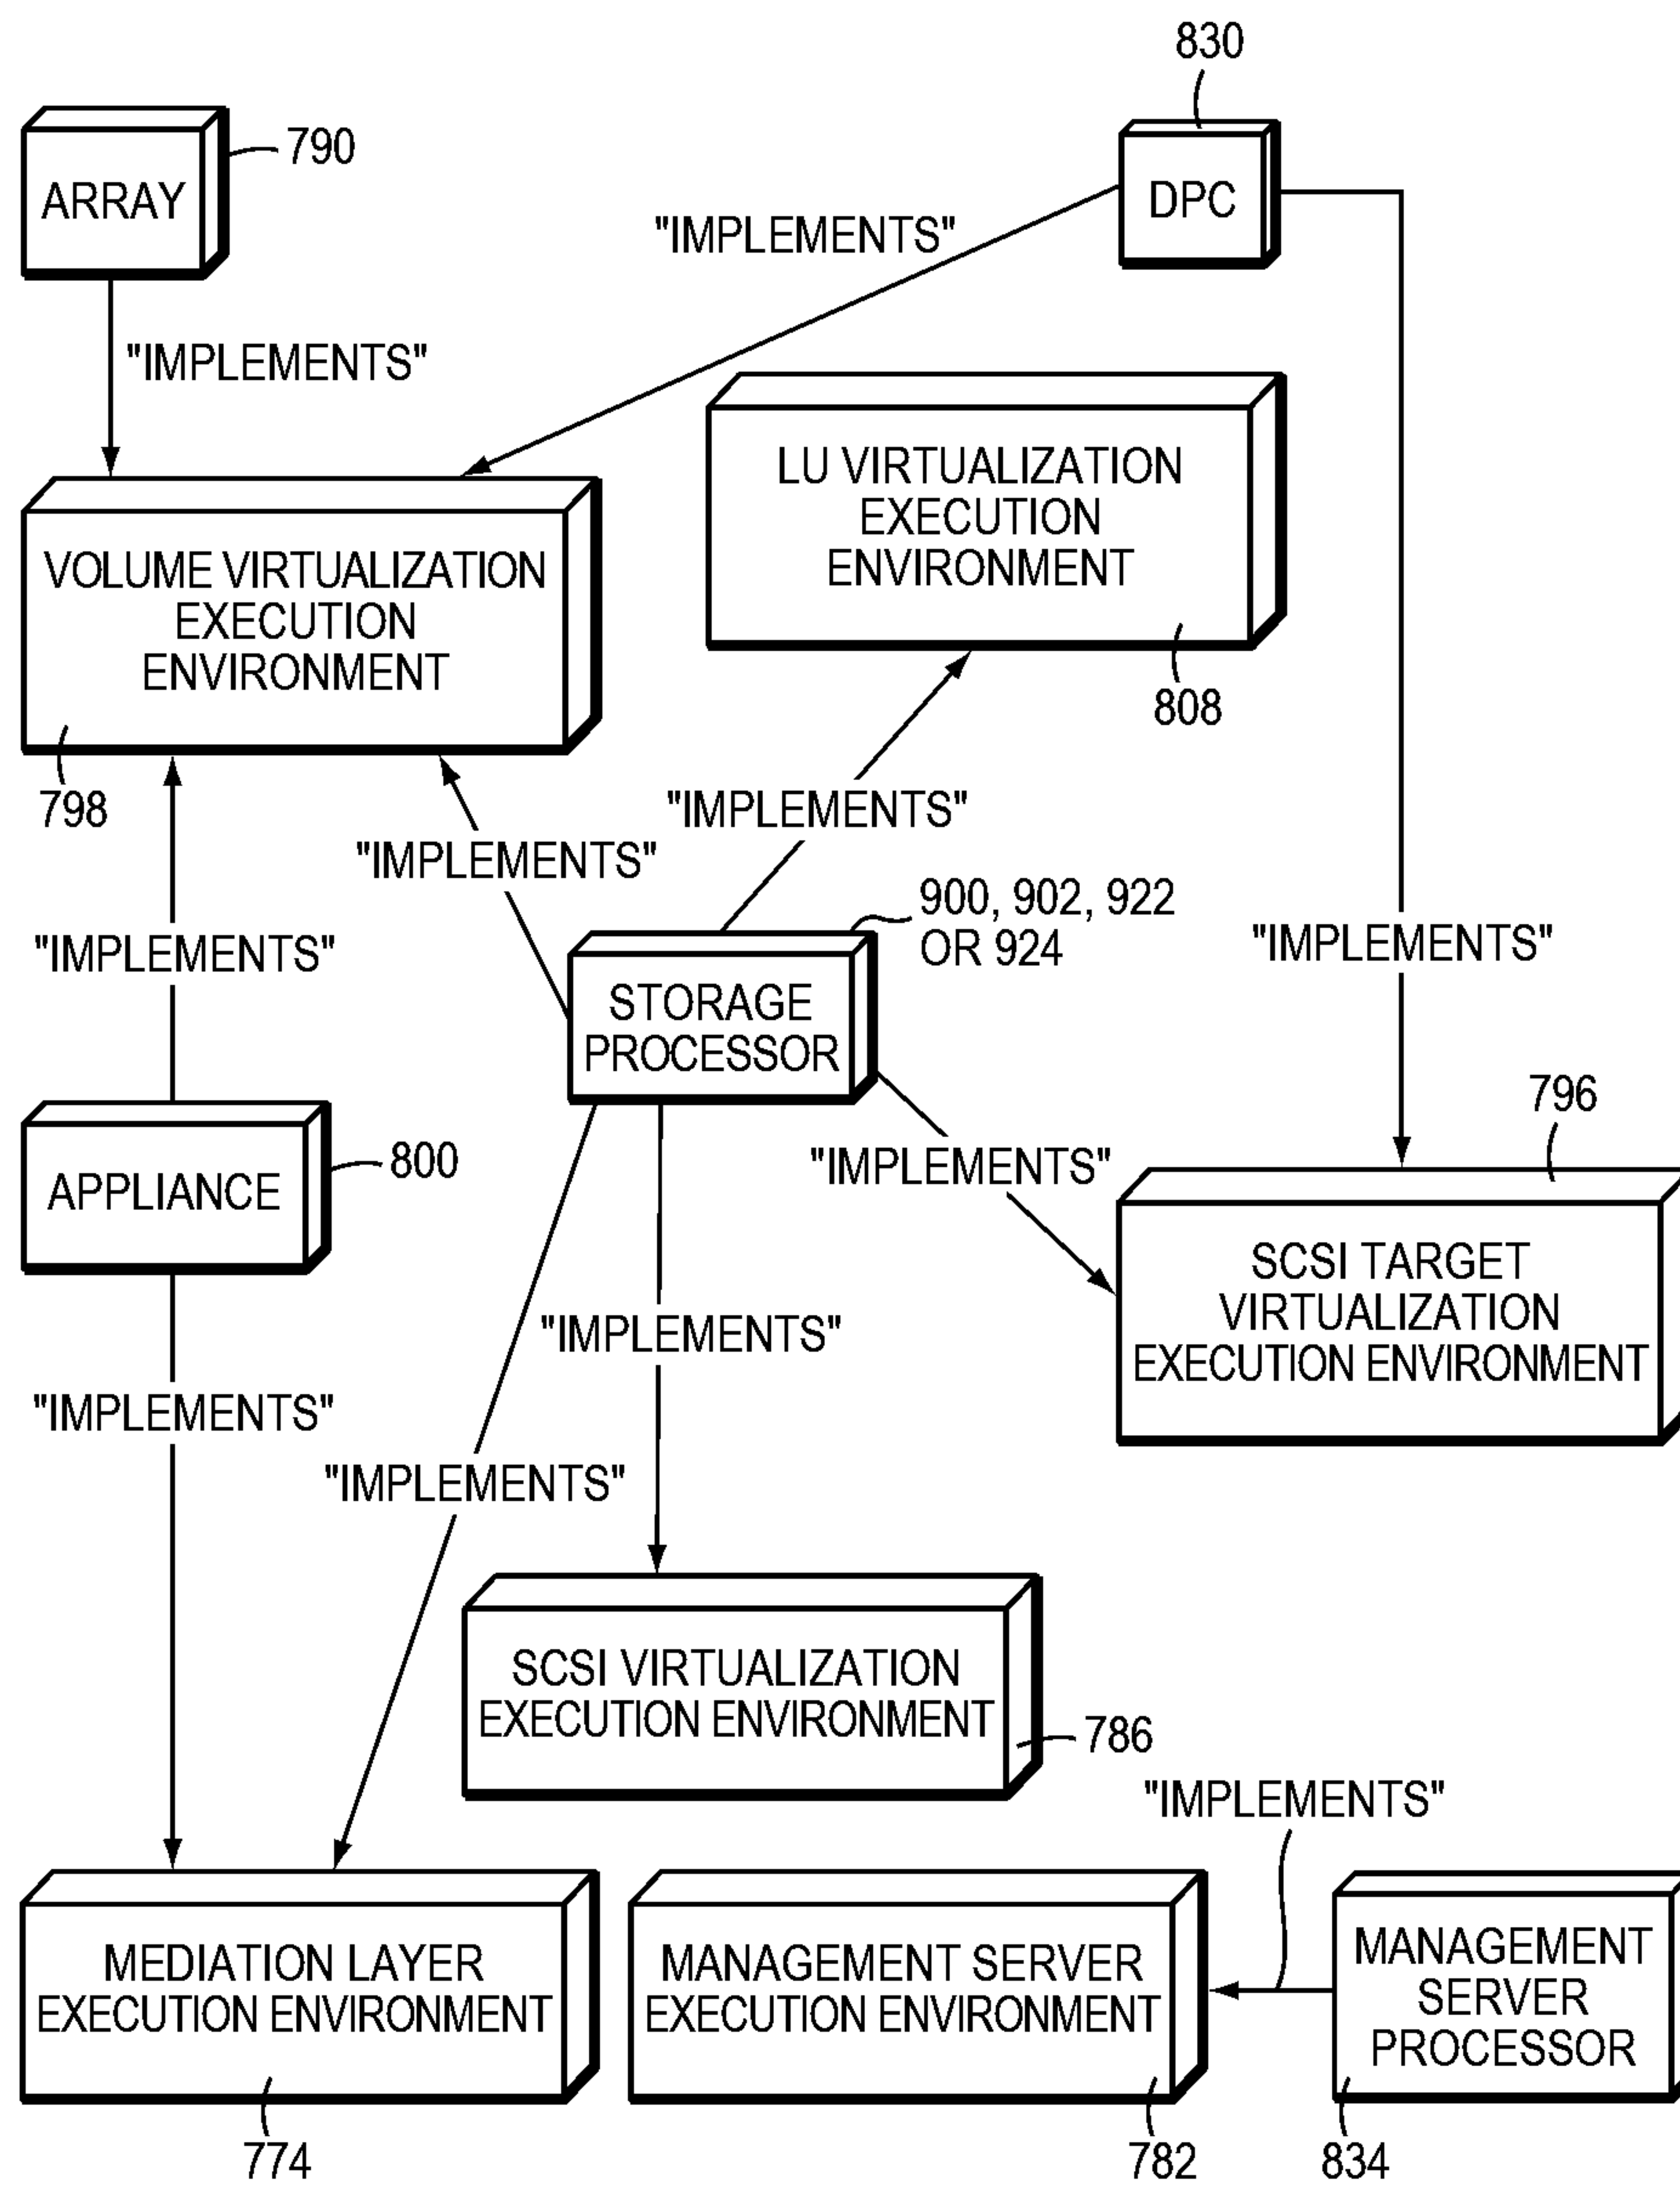 830
790
ARRAY
DPC
"IMPLEMENTS"
"IMPLEMENTS"
LU VIRTUALIZATION
EXECUTION
ENVIRONMENT
808
VOLUME VIRTUALIZATION
EXECUTION
ENVIRONMENT
798
"IMPLEMENTS"
"IMPLEMENTS"
"IMPLEMENTS"
"IMPLEMENTS"
900, 902, 922
OR 924
STORAGE
PROCESSOR
796
"IMPLEMENTS"
800
APPLIANCE
SCSI TARGET
VIRTUALIZATION
EXECUTION ENVIRONMENT
"IMPLEMENTS"
"IMPLEMENTS"
"IMPLEMENTS"
SCSI VIRTUALIZATION
EXECUTION ENVIRONMENT
786
"IMPLEMENTS"
MEDIATION LAYER
EXECUTION ENVIRONMENT
774
MANAGEMENT SERVER
EXECUTION ENVIRONMENT
782
MANAGEMENT
SERVER
PROCESSOR
834